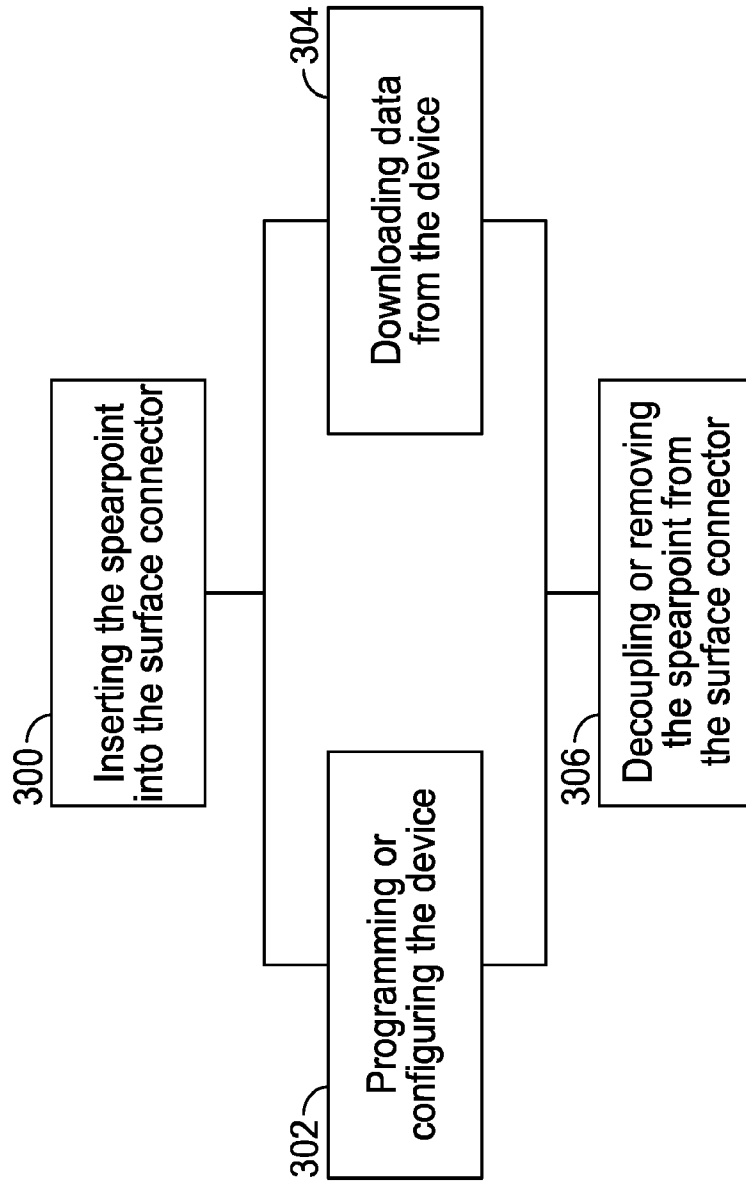 300
Inserting the spearpoint
into the surface connector
302
Programming or
configuring the device
304
Downloading data
from the device
306
Decoupling or removing
the spearpoint from
the surface connector